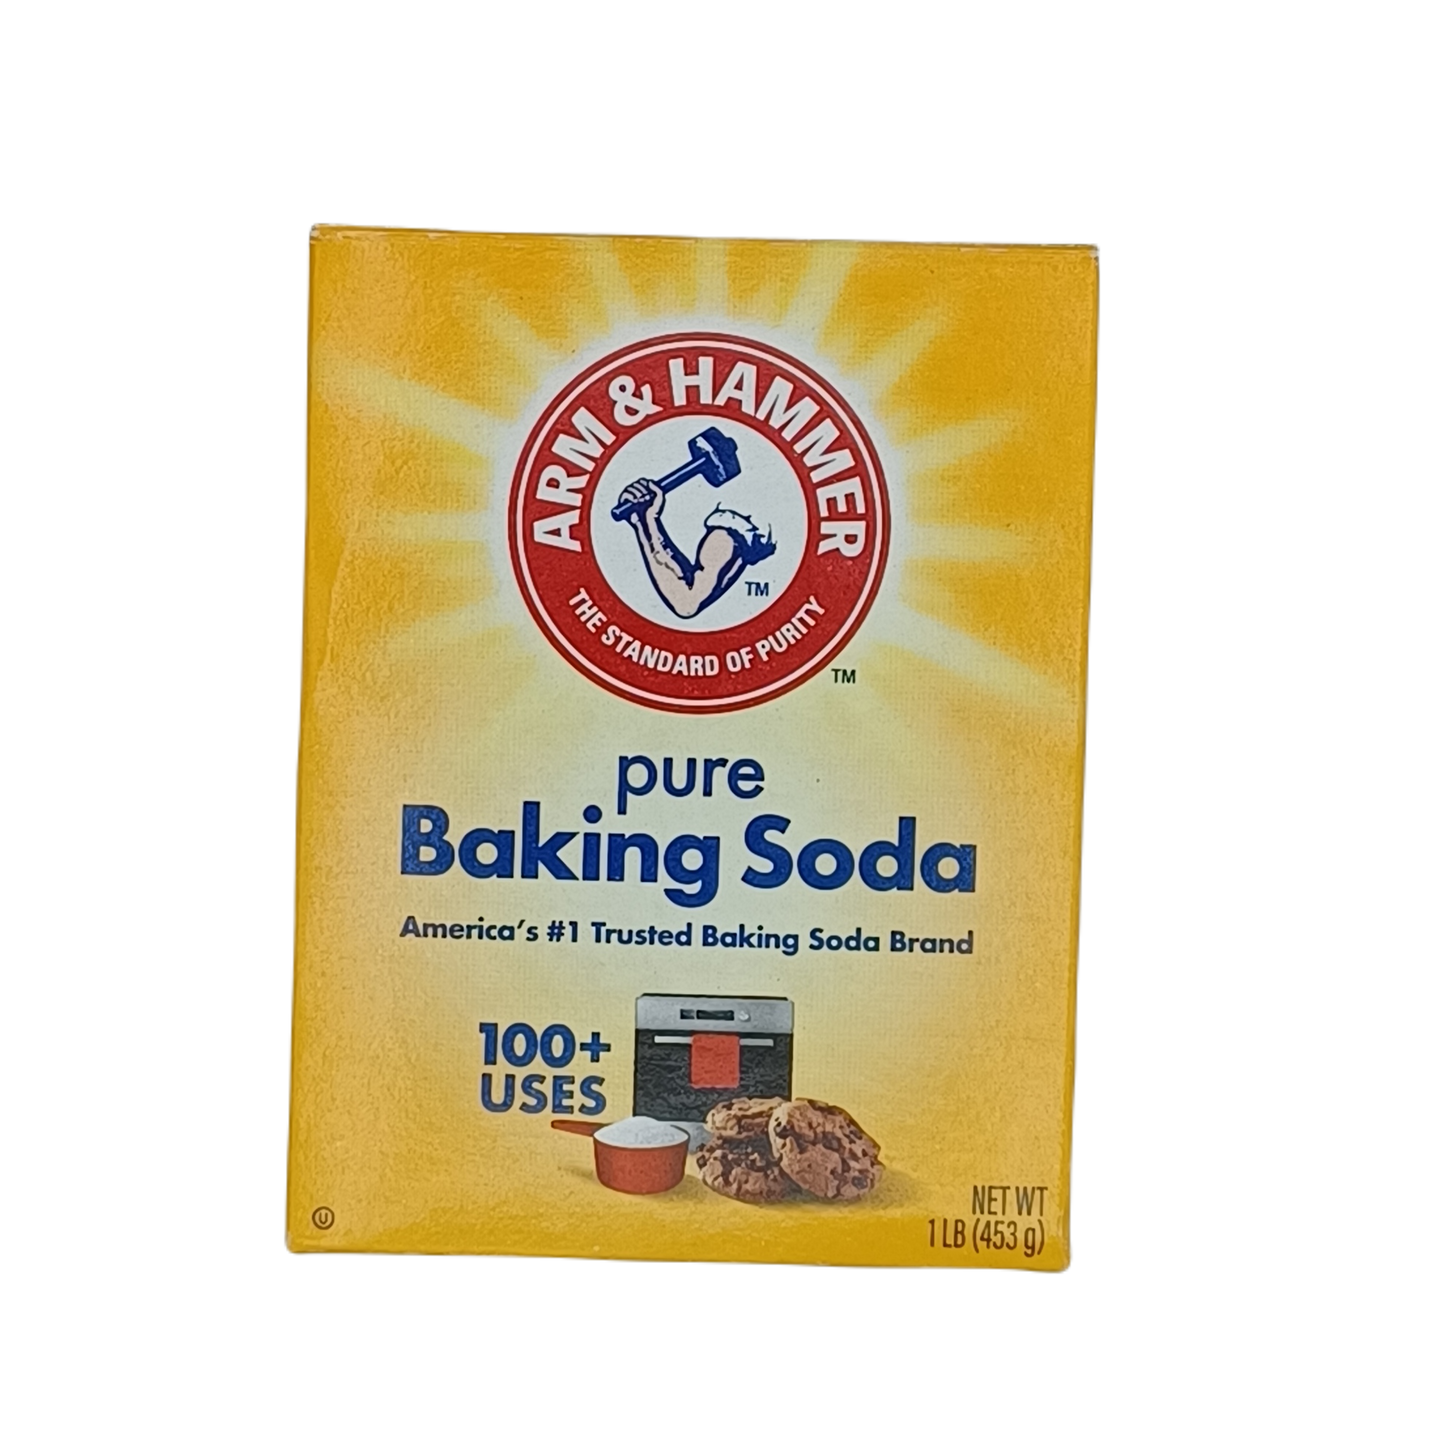 ARM & HAMMER
TM
THE STANDARD OF PURITY
TM
pure
Baking Soda
America's #1 Trusted Baking Soda Brand
100+
USES
U
NET WT
1 LB (453 g)